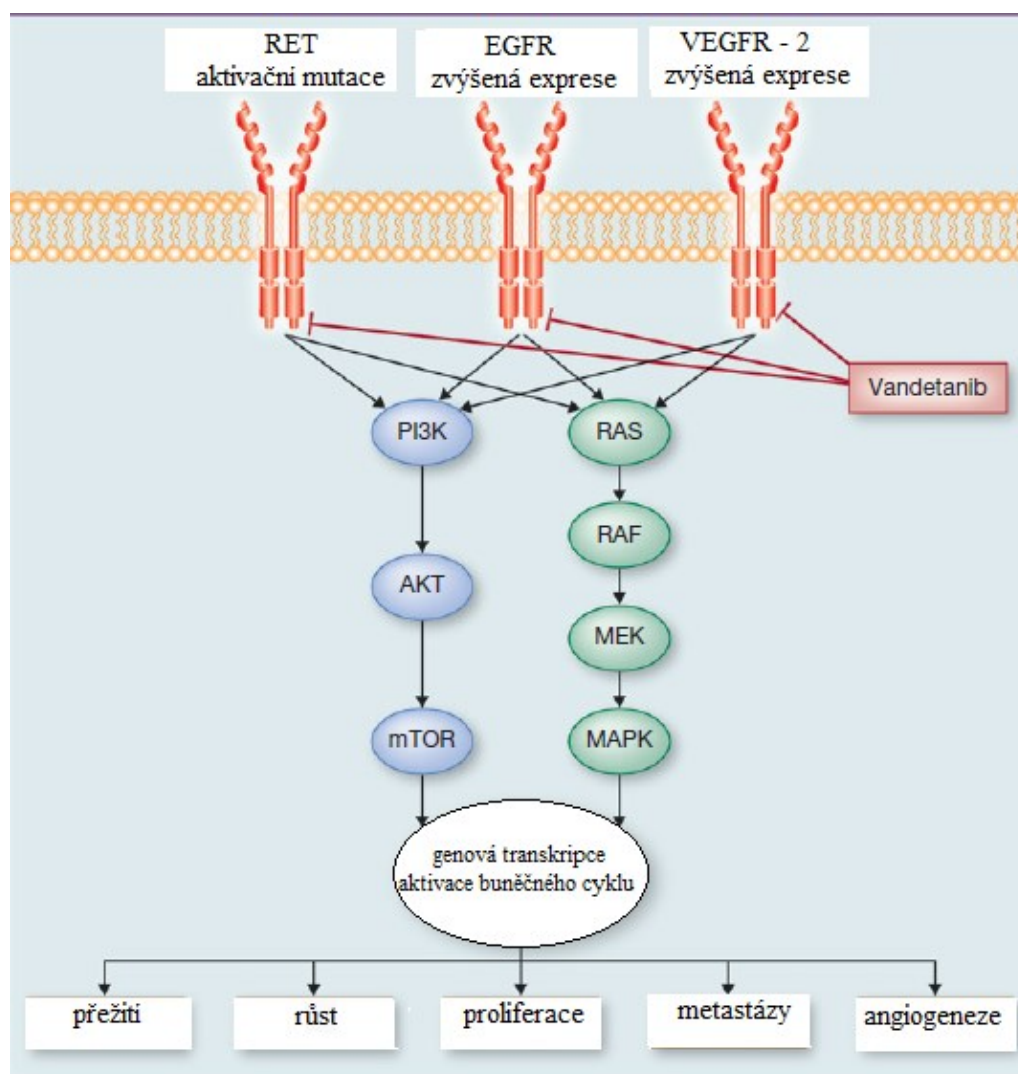 RET
aktivační mutace
EGFR
zvýšená exprese
VEGFR - 2
zvýšená exprese
Vandetanib
PI3K
RAS
RAF
AKT
MEK
mTOR
MAPK
genová transkripce
aktivace buněčného cyklu
přežití
růst
proliferace
metastázy
angiogeneze